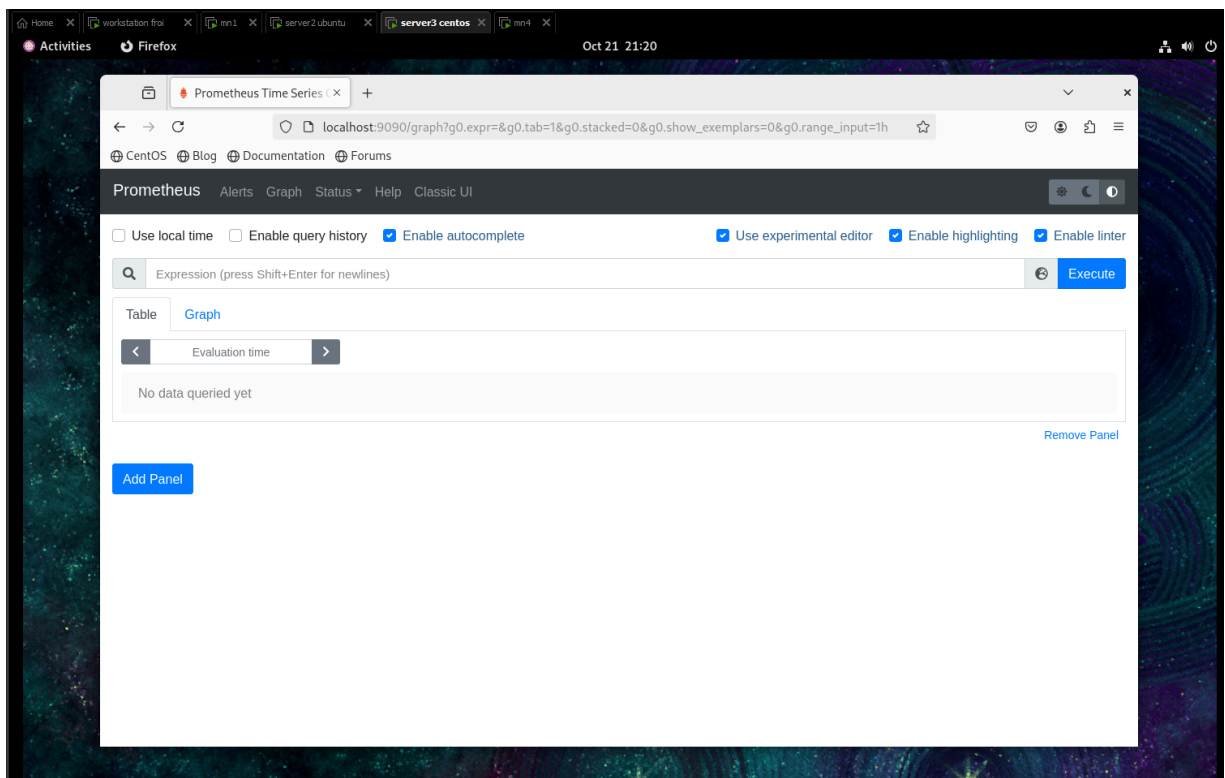 Home workstation froi mn1 server2 ubuntu server3 centos mn4
Activities Firefox Oct 21 21:20
Prometheus Time Series C
localhost:9090/graph?g0.expr=&g0.tab=1&g0.stacked=0&g0.show_exemplars=0&g0.range_input=1h
CentOS Blog Documentation Forums
Prometheus Alerts Graph Status Help Classic UI
Use local time Enable query history Enable autocomplete Use experimental editor Enable highlighting Enable linter
Expression (press Shift+Enter for newlines) Execute
Table Graph
Evaluation time
No data queried yet
Remove Panel
Add Panel